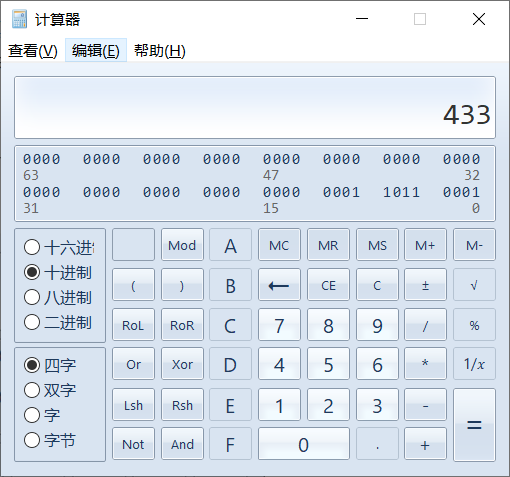 计算器
查看(V) 编辑(E) 帮助(H)
433
0000 0000 0000 0000 0000 0000 0000 0000
63 47 32
0000 0000 0000 0000 0000 0001 1011 0001
31 15 0
十六进制 Mod A MC MR MS M+ M-
十进制 ( ) B ← CE C ± √
八进制 RoL RoR C 7 8 9 / %
二进制
四字 Or Xor D 4 5 6 * 1/x
双字 Lsh Rsh E 1 2 3 - =
字
字节 Not And F 0 . +